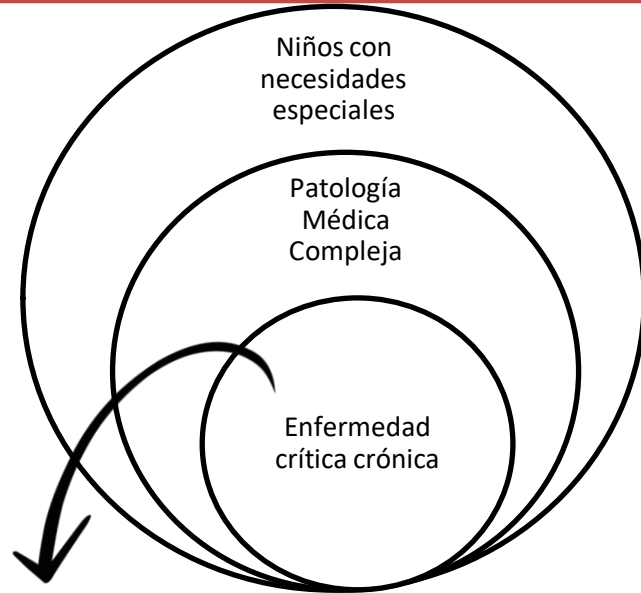 Niños con
necesidades
especiales
Patología
Médica
Compleja
Enfermedad
crítica crónica